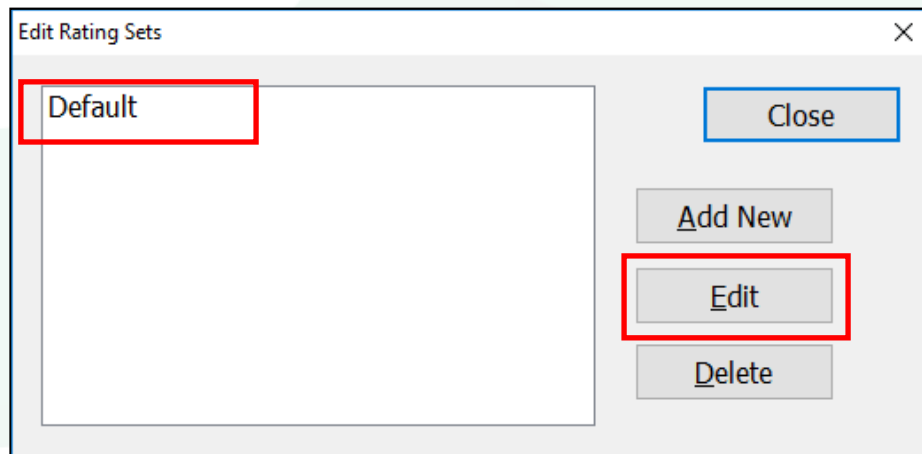 Edit Rating Sets
Default
Close
Add New
Edit
Delete